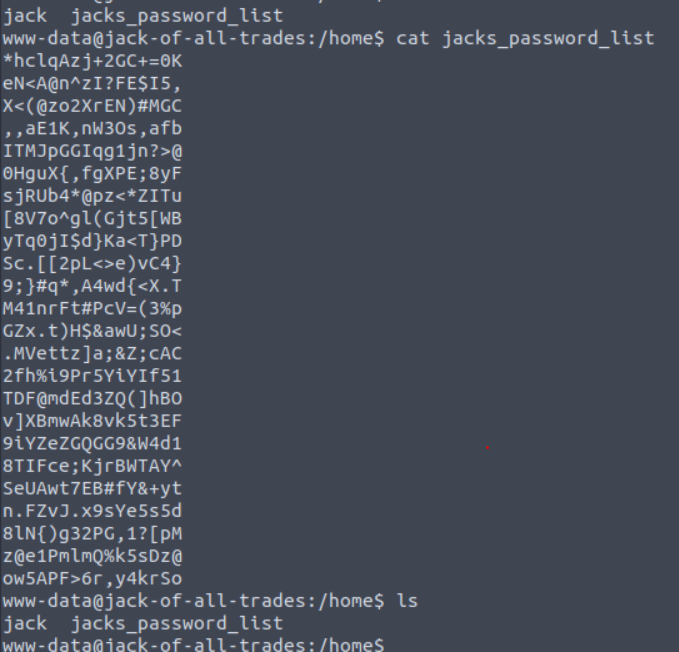 jack  jacks_password_list
www-data@jack-of-all-trades:/home$ cat jacks_password_list
*hclqAzj+2GC+=0K
eN<A@n^zI?FE$I5,
X<(@zo2XrEN)#MGC
,,aE1K,nW3Os,afb
ITMJpGGIqg1jn?>@
0HguX{,fgXPE;8yF
sjRUb4*@pz<*ZITu
[8V7o^gl(Gjt5[WB
yTq0jI$d}Ka<T}PD
Sc.[[2pL<>e)vC4}
9;}#q*,A4wd{<X.T
M41nrFt#PcV=(3%p
GZx.t)H$&awU;SO<
.MVettz]a;&Z;cAC
2fh%i9Pr5YiYIf51
TDF@mdEd3ZQ(]hBO
v]XBmwAk8vk5t3EF
9iYZeZGQGG9&W4d1
8TIFce;KjrBWTAY^
SeUAwt7EB#fY&+yt
n.FZvJ.x9sYe5s5d
8lN{)g32PG,1?[pM
z@e1PmlmQ%k5sDz@
ow5APF>6r,y4krSo
www-data@jack-of-all-trades:/home$ ls
jack  jacks_password_list
www-data@jack-of-all-trades:/home$